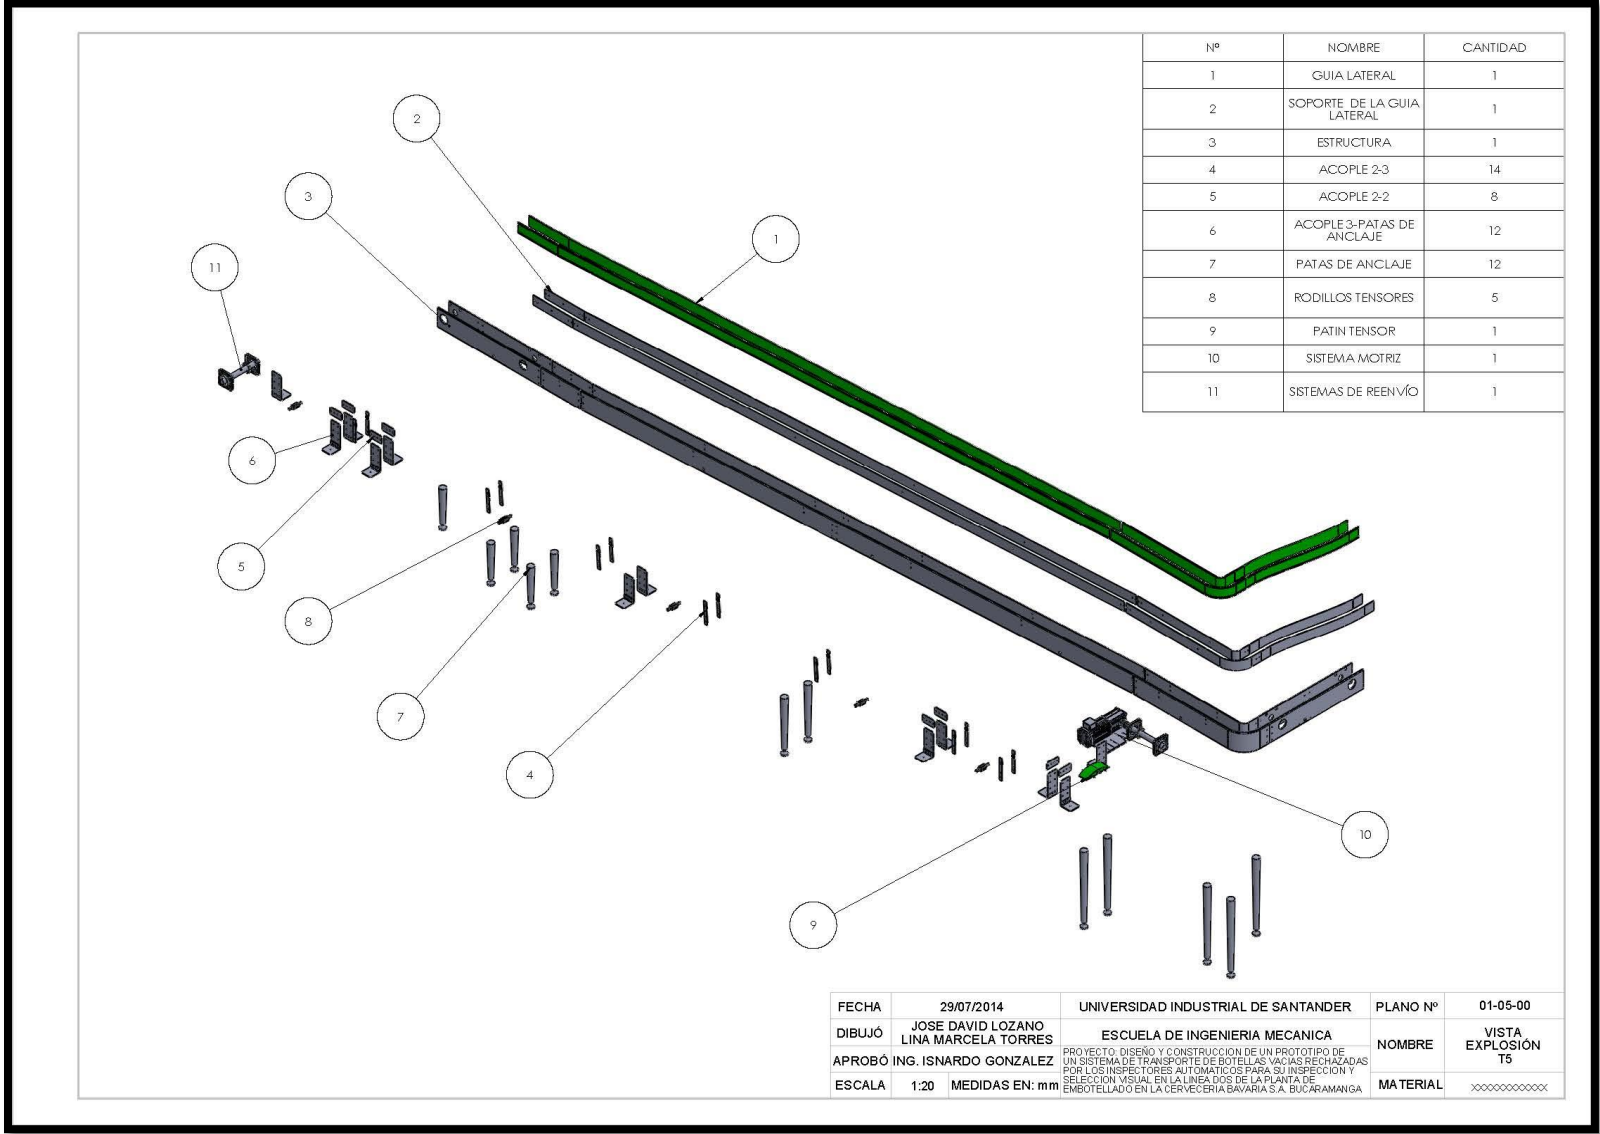 Nº NOMBRE CANTIDAD
1 GUIA LATERAL 1
2 SOPORTE DE LA GUIA LATERAL 1
3 ESTRUCTURA 1
4 ACOPLE 2-3 14
5 ACOPLE 2-2 8
6 ACOPLE 3-PATAS DE ANCLAJE 12
7 PATAS DE ANCLAJE 12
8 RODILLOS TENSORES 5
9 PATIN TENSOR 1
10 SISTEMA MOTRIZ 1
11 SISTEMAS DE REENVÍO 1
2
3
1
11
6
5
8
7
4
10
9
FECHA 29/07/2014 UNIVERSIDAD INDUSTRIAL DE SANTANDER PLANO Nº 01-05-00
DIBUJÓ JOSE DAVID LOZANO
LINA MARCELA TORRES
ESCUELA DE INGENIERIA MECANICA
NOMBRE
VISTA
EXPLOSIÓN
T5
APROBÓ ING. ISNARDO GONZALEZ
PROYECTO: DISEÑO Y CONSTRUCCION DE UN PROTOTIPO DE
UN SISTEMA DE TRANSPORTE DE BOTELLAS VACIAS RECHAZADAS
POR LOS INSPECTORES AUTOMATICOS PARA SU INSPECCION Y
SELECCION VISUAL EN LA LINEA DOS DE LA PLANTA DE
EMBOTELLADO EN LA CERVECERIA BAVARIA S.A. BUCARAMANGA
ESCALA 1:20 MEDIDAS EN: mm
MATERIAL XXXXXXXXXXXX